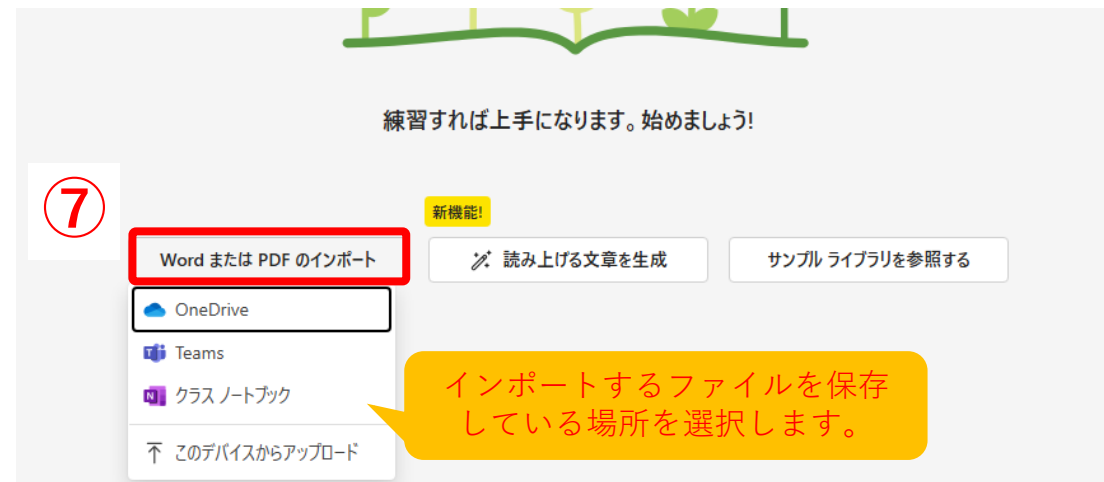 練習すれば上手になります。始めましょう!
⑦
新機能!
Word または PDF のインポート
読み上げる文章を生成
サンプル ライブラリを参照する
OneDrive
Teams
クラス ノートブック
このデバイスからアップロード
インポートするファイルを保存
している場所を選択します。